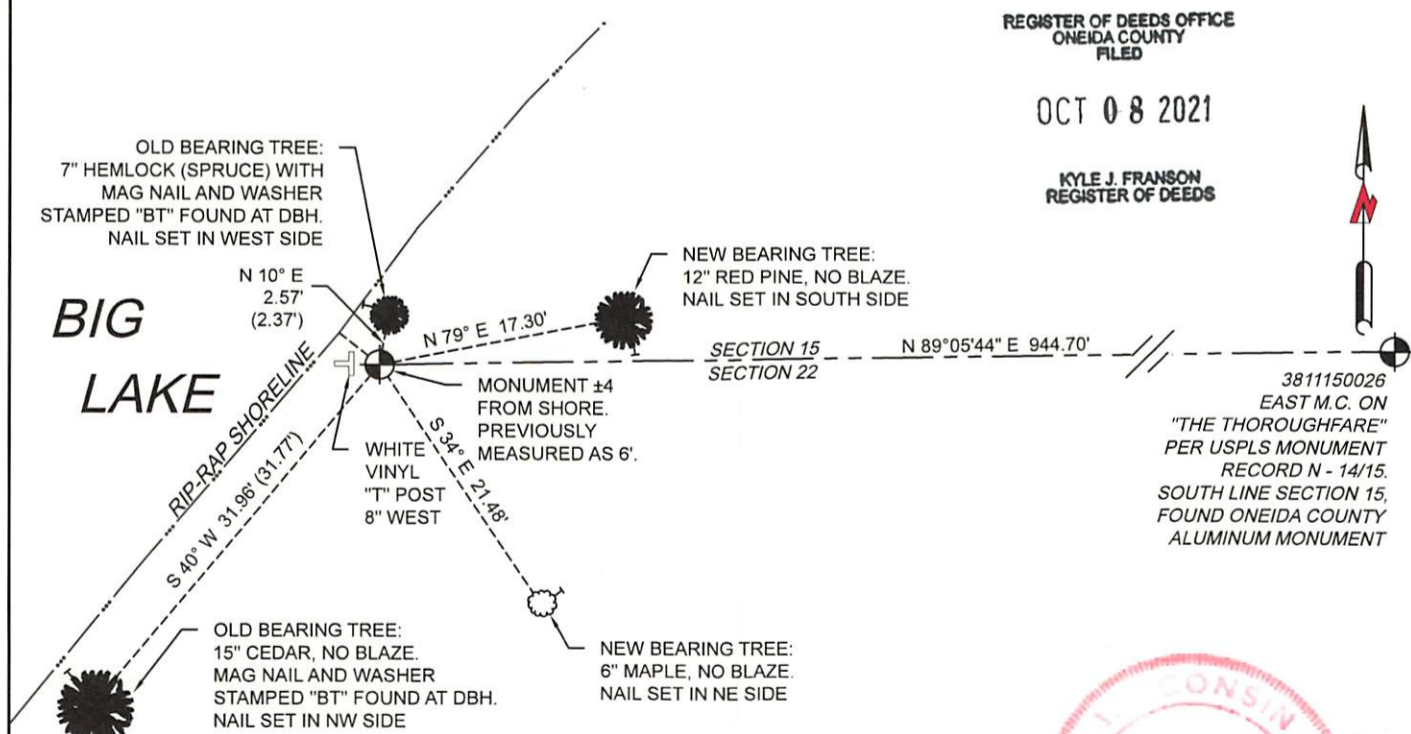 REGISTER OF DEEDS OFFICE
ONEIDA COUNTY
FILED
OCT 08 2021
KYLE J. FRANSON
REGISTER OF DEEDS
OLD BEARING TREE:
7" HEMLOCK (SPRUCE) WITH
MAG NAIL AND WASHER
STAMPED "BT" FOUND AT DBH.
NAIL SET IN WEST SIDE
N 10° E
2.57'
(2.37')
BIG
LAKE
NEW BEARING TREE:
12" RED PINE, NO BLAZE.
NAIL SET IN SOUTH SIDE
N 79° E 17.30'
SECTION 15
SECTION 22
N 89°05'44" E 944.70'
N
3811150026
EAST M.C. ON
"THE THOROUGHFARE"
PER USPLS MONUMENT
RECORD N - 14/15.
SOUTH LINE SECTION 15,
FOUND ONEIDA COUNTY
ALUMINUM MONUMENT
MONUMENT ±4
FROM SHORE.
PREVIOUSLY
MEASURED AS 6'.
WHITE
VINYL
"T" POST
8" WEST
RIP-RAP SHORELINE
S 40° W 31.96' (31.77')
S 34° E 21.48'
OLD BEARING TREE:
15" CEDAR, NO BLAZE.
MAG NAIL AND WASHER
STAMPED "BT" FOUND AT DBH.
NAIL SET IN NW SIDE
NEW BEARING TREE:
6" MAPLE, NO BLAZE.
NAIL SET IN NE SIDE
CONSIN